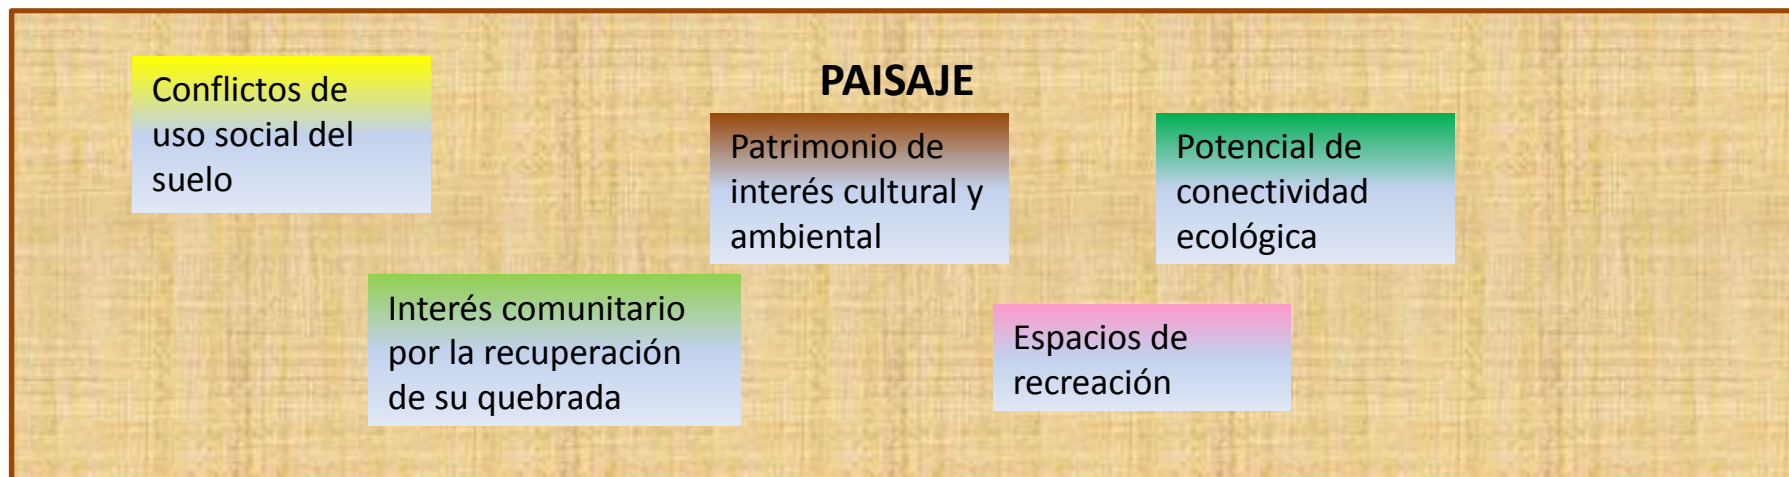 PAISAJE
Conflictos de
uso social del
suelo
Patrimonio de
interés cultural y
ambiental
Potencial de
conectividad
ecológica
Interés comunitario
por la recuperación
de su quebrada
Espacios de
recreación